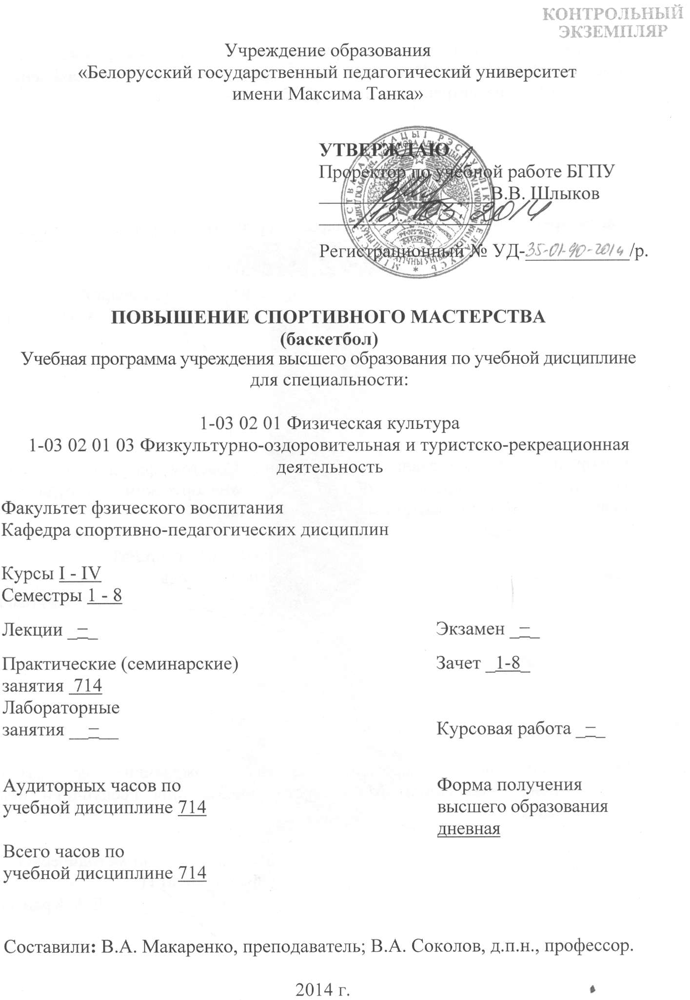 КОНТРОЛЬНЫЙ
ЭКЗЕМПЛЯР
Учреждение образования
«Белорусский государственный педагогический университет
имени Максима Танка»
УТВЕРЖДАЮ
Проректор по учебной работе БГПУ
В.В. Шлыков
12.03.2014
Регистрационный № УД-35-01-90-2014/р.
ПОВЫШЕНИЕ СПОРТИВНОГО МАСТЕРСТВА
(баскетбол)
Учебная программа учреждения высшего образования по учебной дисциплине
для специальности:
1-03 02 01 Физическая культура
1-03 02 01 03 Физкультурно-оздоровительная и туристско-рекреационная
деятельность
Факультет фзического воспитания
Кафедра спортивно-педагогических дисциплин
Курсы I - IV
Семестры 1 - 8
Лекции _–_
Экзамен _–_
Практические (семинарские)
Зачет _1-8_
занятия 714
Лабораторные
занятия __–__
Курсовая работа _–_
Аудиторных часов по
учебной дисциплине 714
Форма получения
высшего образования
дневная
Всего часов по
учебной дисциплине 714
Составили: В.А. Макаренко, преподаватель; В.А. Соколов, д.п.н., профессор.
2014 г.